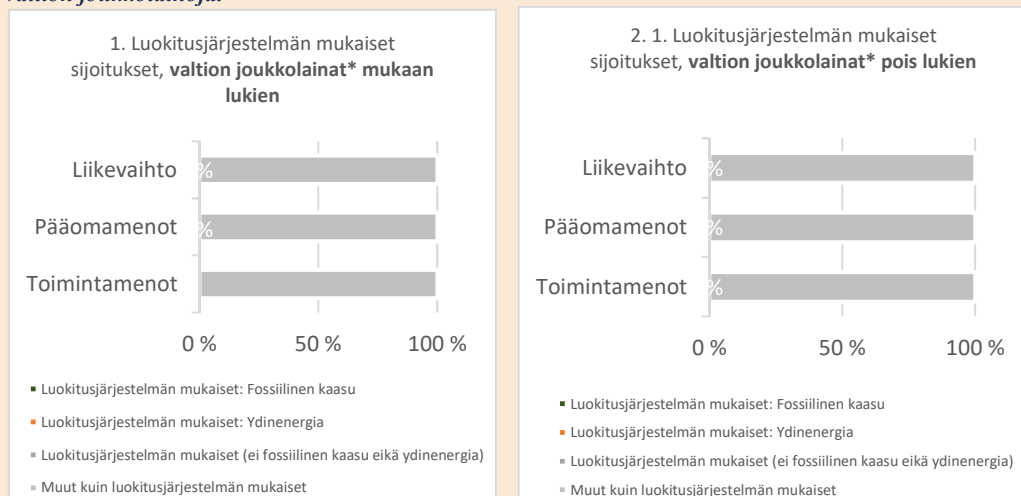 1. Luokitusjärjestelmän mukaiset
sijoitukset, valtion joukkolainat* mukaan
lukien
Liikevaihto
%
Pääomamenot
%
Toimintamenot
0 % 50 % 100 %
▪ Luokitusjärjestelmän mukaiset: Fossiilinen kaasu
▪ Luokitusjärjestelmän mukaiset: Ydinenergia
▪ Luokitusjärjestelmän mukaiset (ei fossiilinen kaasu eikä ydinenergia)
▪ Muut kuin luokitusjärjestelmän mukaiset
2. 1. Luokitusjärjestelmän mukaiset
sijoitukset, valtion joukkolainat* pois lukien
Liikevaihto
%
Pääomamenot
%
Toimintamenot
%
0 % 50 % 100 %
▪ Luokitusjärjestelmän mukaiset: Fossiilinen kaasu
▪ Luokitusjärjestelmän mukaiset: Ydinenergia
▪ Luokitusjärjestelmän mukaiset (ei fossiilinen kaasu eikä ydinenergia)
▪ Muut kuin luokitusjärjestelmän mukaiset